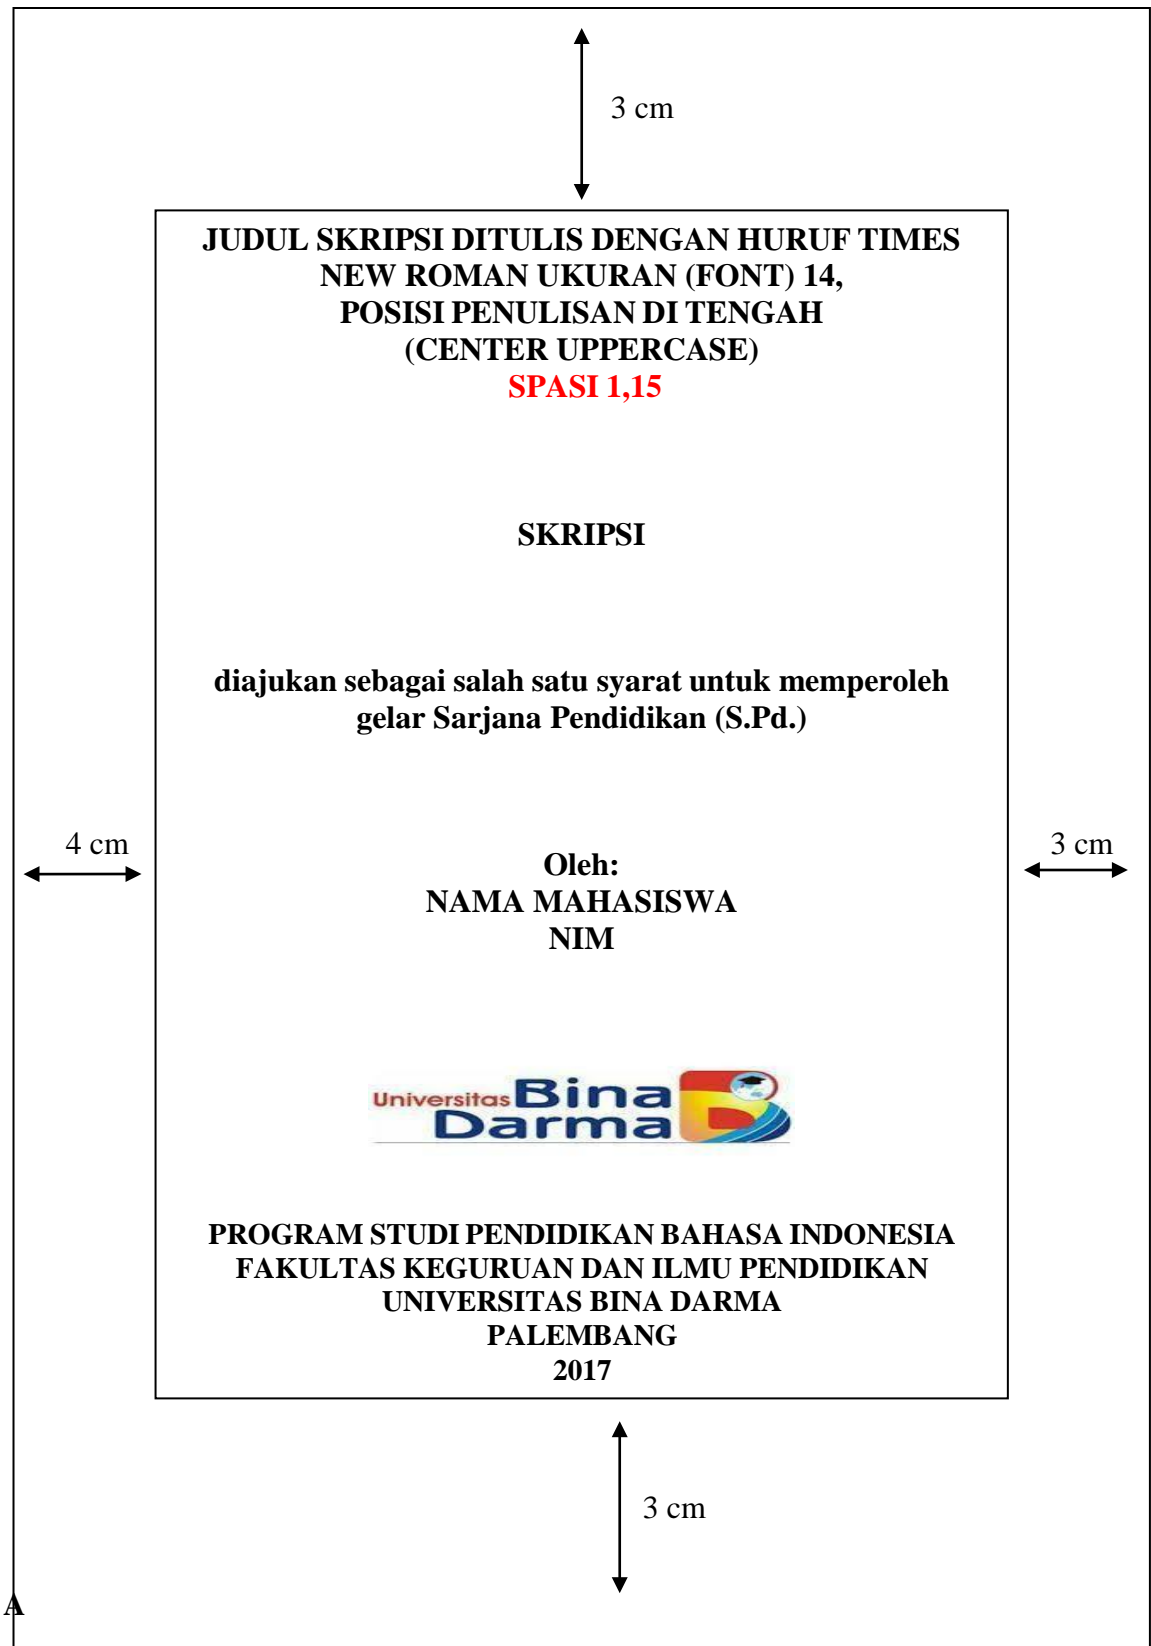 3 cm
JUDUL SKRIPSI DITULIS DENGAN HURUF TIMES
NEW ROMAN UKURAN (FONT) 14,
POSISI PENULISAN DI TENGAH
(CENTER UPPERCASE)
SPASI 1,15
SKRIPSI
diajukan sebagai salah satu syarat untuk memperoleh
gelar Sarjana Pendidikan (S.Pd.)
4 cm
3 cm
Oleh:
NAMA MAHASISWA
NIM
Universitas Bina
Darma
PROGRAM STUDI PENDIDIKAN BAHASA INDONESIA
FAKULTAS KEGURUAN DAN ILMU PENDIDIKAN
UNIVERSITAS BINA DARMA
PALEMBANG
2017
3 cm
A